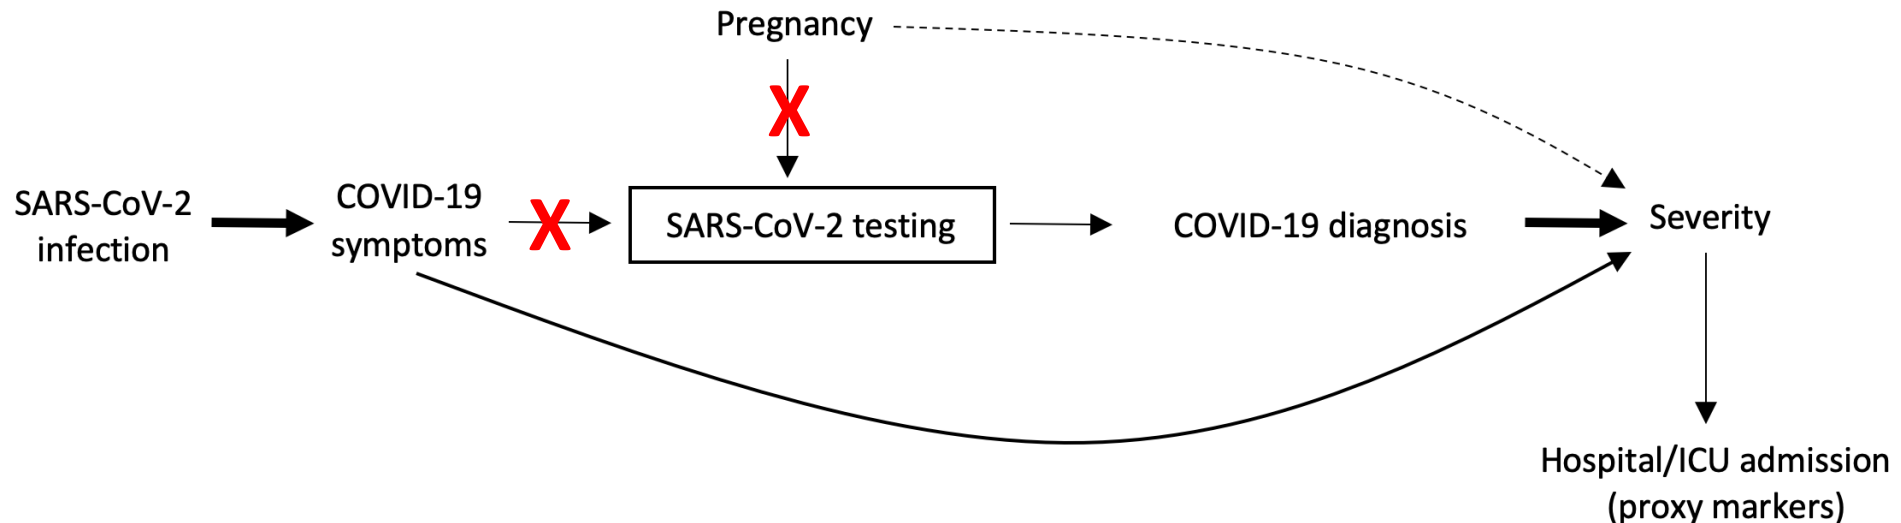 Pregnancy
X
SARS-CoV-2
infection
COVID-19
symptoms
X
SARS-CoV-2 testing
COVID-19 diagnosis
Severity
Hospital/ICU admission
(proxy markers)